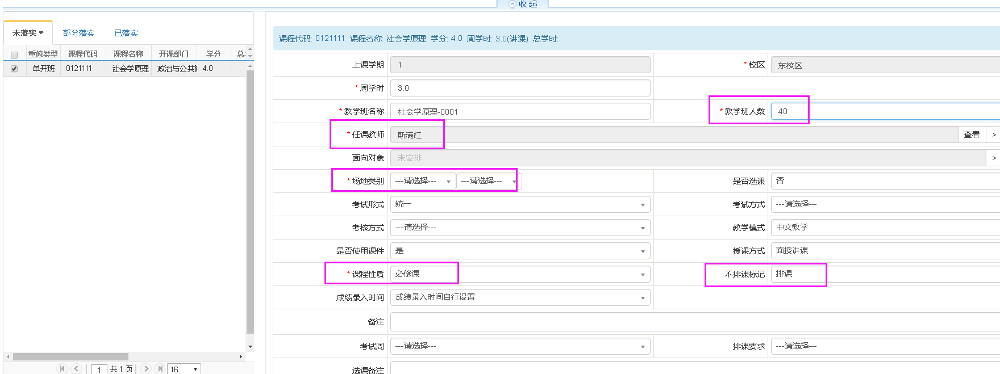 收起
未落实 部分落实 已落实
重修类型 课程代码 课程名称 开课部门 学分
单开班 0121111 社会学原理 政治与公共 4.0
共 1 页 16
课程代码: 0121111 课程名称: 社会学原理 学分: 4.0 周学时: 3.0(讲课) 总学时:
上课学期 1 * 校区 东校区
* 周学时 3.0
* 教学班名称 社会学原理-0001 * 教学班人数 40
* 任课教师 斯满红 查看 >
面向对象 未安排 >
* 场地类别 ---请选择--- ---请选择--- 是否选课 否
考试形式 统一 考试方式 ---请选择---
考核方式 ---请选择--- 教学模式 中文教学
是否使用课件 是 授课方式 面授讲课
* 课程性质 必修课 不排课标记 排课
成绩录入时间 成绩录入时间自行设置
备注
考试周 ---请选择--- 排课要求 ---请选择---
选课备注